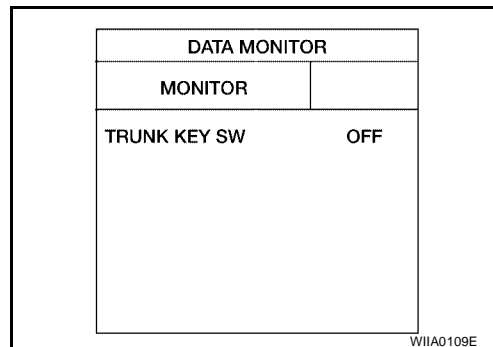 DATA MONITOR
MONITOR
TRUNK KEY SW OFF
WIIA0109E